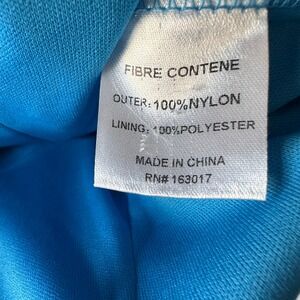 FIBRE CONTENE
OUTER: 100%NYLON
LINING: 100%POLYESTER
MADE IN CHINA
RN# 163017